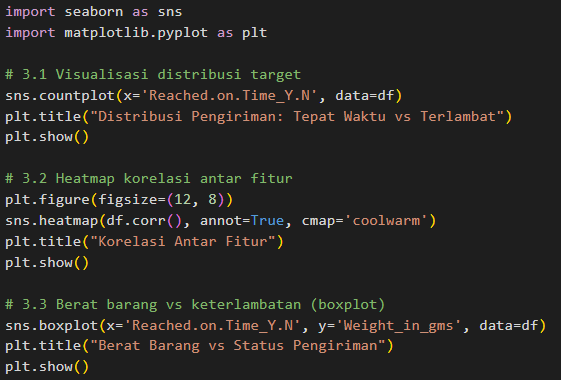 import seaborn as sns
import matplotlib.pyplot as plt
# 3.1 Visualisasi distribusi target
sns.countplot(x='Reached.on.Time_Y.N', data=df)
plt.title("Distribusi Pengiriman: Tepat Waktu vs Terlambat")
plt.show()
# 3.2 Heatmap korelasi antar fitur
plt.figure(figsize=(12, 8))
sns.heatmap(df.corr(), annot=True, cmap='coolwarm')
plt.title("Korelasi Antar Fitur")
plt.show()
# 3.3 Berat barang vs keterlambatan (boxplot)
sns.boxplot(x='Reached.on.Time_Y.N', y='Weight_in_gms', data=df)
plt.title("Berat Barang vs Status Pengiriman")
plt.show()